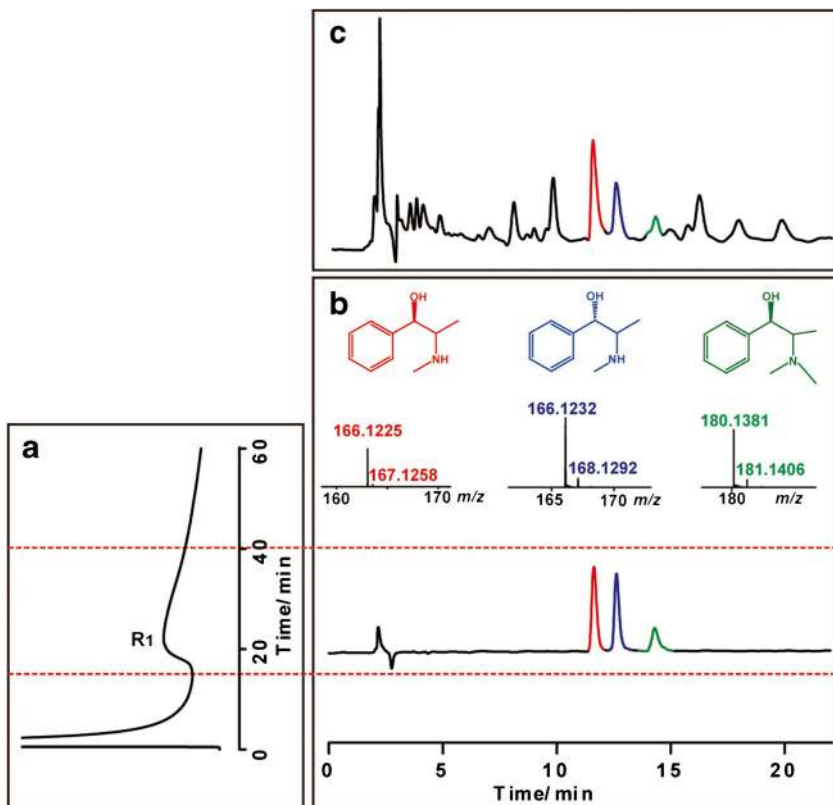 c
b
OH
NH
OH
NH
OH
N
166.1225
167.1258
160 170 m/z
166.1232
168.1292
165 170 m/z
180.1381
181.1406
180 m/z
a
R1
0 20 40 60
Time/ min
0 5 10 15 20
Time/ min